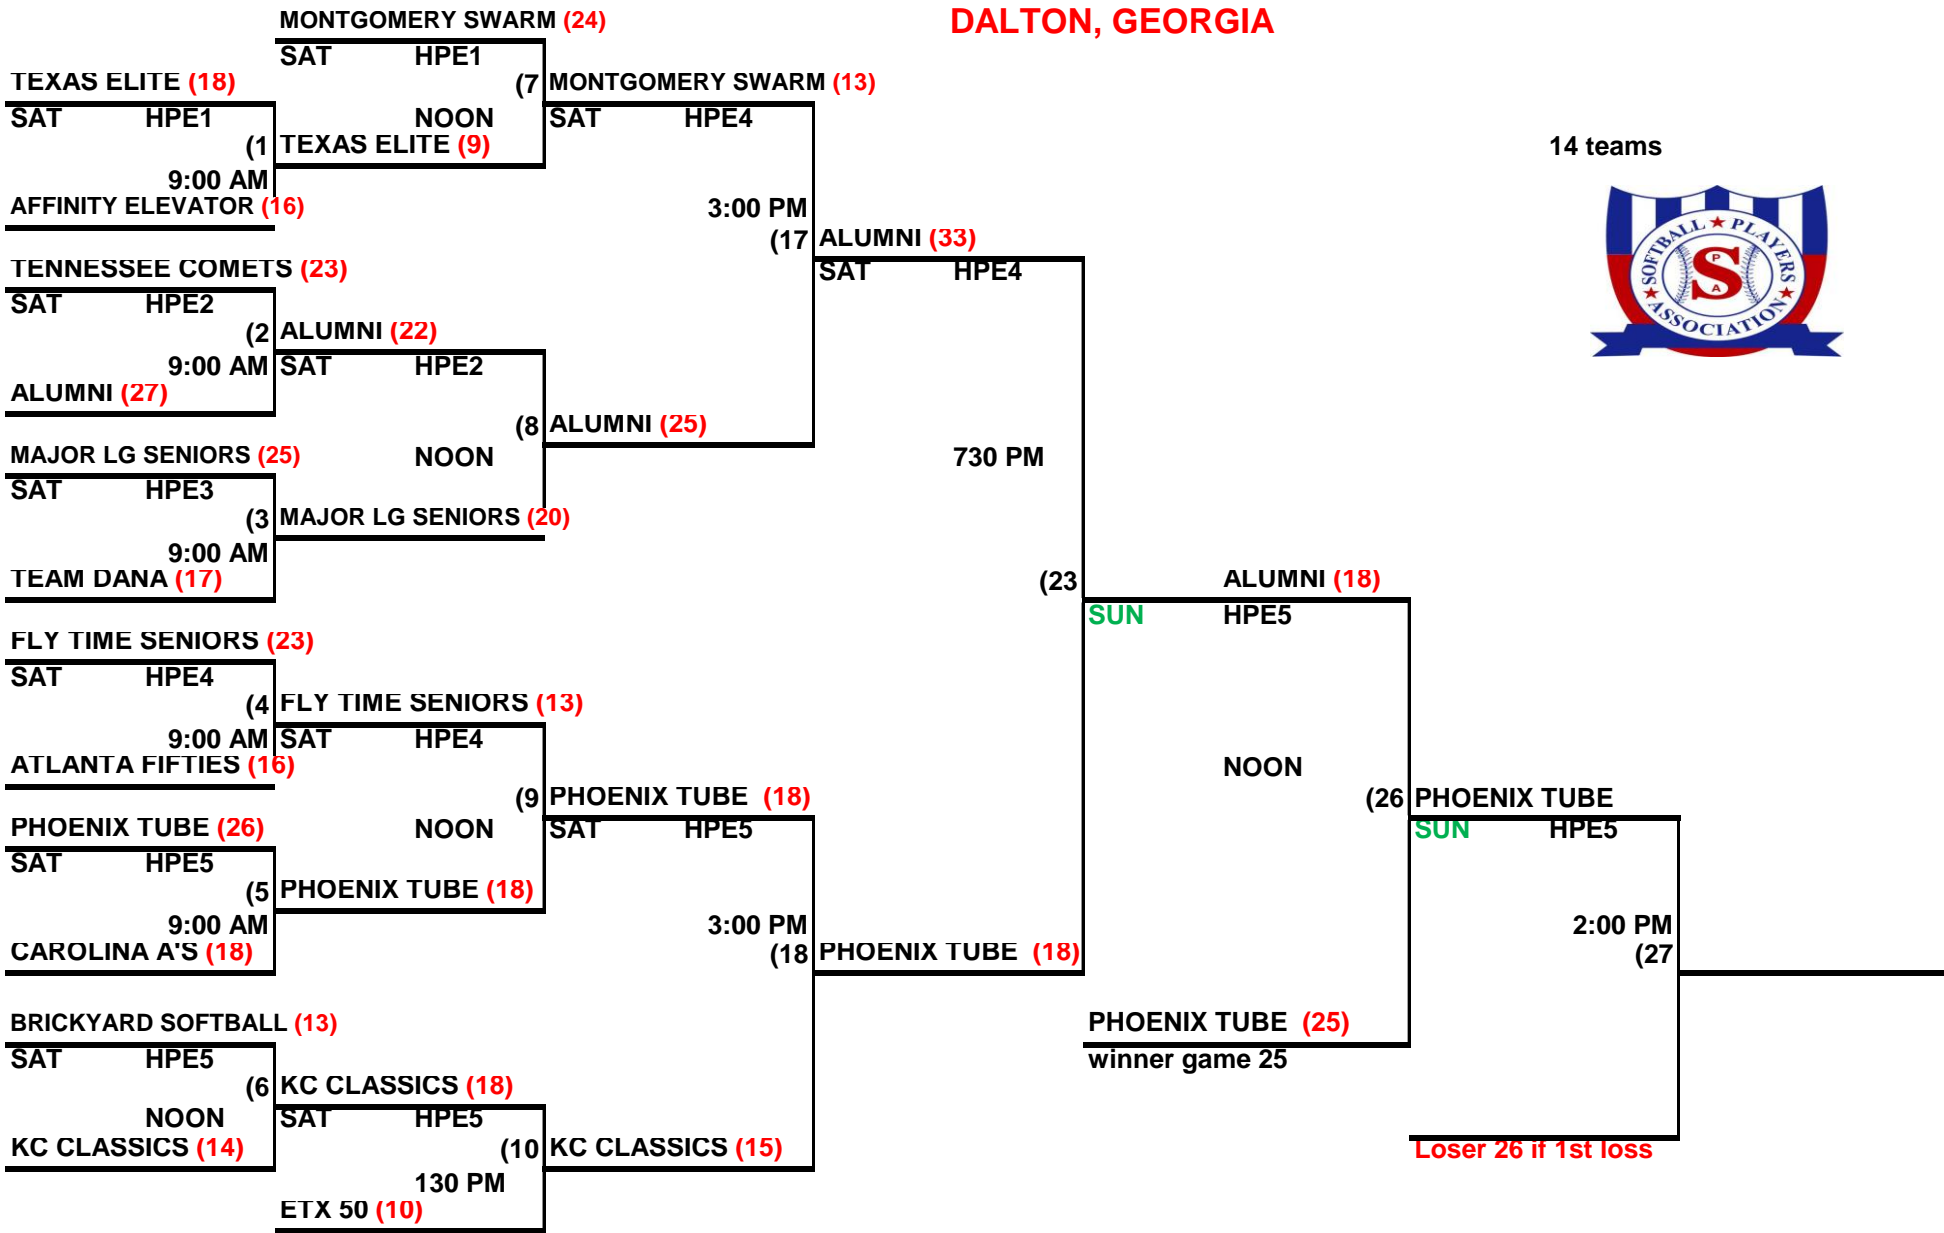 MONTGOMERY SWARM (24)
DALTON, GEORGIA
SAT HPE1
TEXAS ELITE (18)
(7 MONTGOMERY SWARM (13)
SAT HPE1
NOON
SAT HPE4
(1 TEXAS ELITE (9)
14 teams
9:00 AM
AFFINITY ELEVATOR (16)
3:00 PM
(17 ALUMNI (33)
SOFTBALL PLAYERS ASSOCIATION
S
P
A
TENNESSEE COMETS (23)
SAT HPE4
SAT HPE2
(2 ALUMNI (22)
9:00 AM SAT HPE2
ALUMNI (27)
(8 ALUMNI (25)
MAJOR LG SENIORS (25)
NOON
730 PM
SAT HPE3
(3 MAJOR LG SENIORS (20)
9:00 AM
TEAM DANA (17)
(23 ALUMNI (18)
SUN HPE5
FLY TIME SENIORS (23)
SAT HPE4
(4 FLY TIME SENIORS (13)
9:00 AM SAT HPE4
ATLANTA FIFTIES (16)
NOON
(9 PHOENIX TUBE (18)
(26 PHOENIX TUBE
PHOENIX TUBE (26)
NOON
SAT HPE5
SUN HPE5
SAT HPE5
(5 PHOENIX TUBE (18)
9:00 AM
3:00 PM
2:00 PM
CAROLINA A'S (18)
(18 PHOENIX TUBE (18)
(27
BRICKYARD SOFTBALL (13)
PHOENIX TUBE (25)
SAT HPE5
winner game 25
(6 KC CLASSICS (18)
NOON
SAT HPE5
KC CLASSICS (14)
(10 KC CLASSICS (15)
Loser 26 if 1st loss
130 PM
ETX 50 (10)